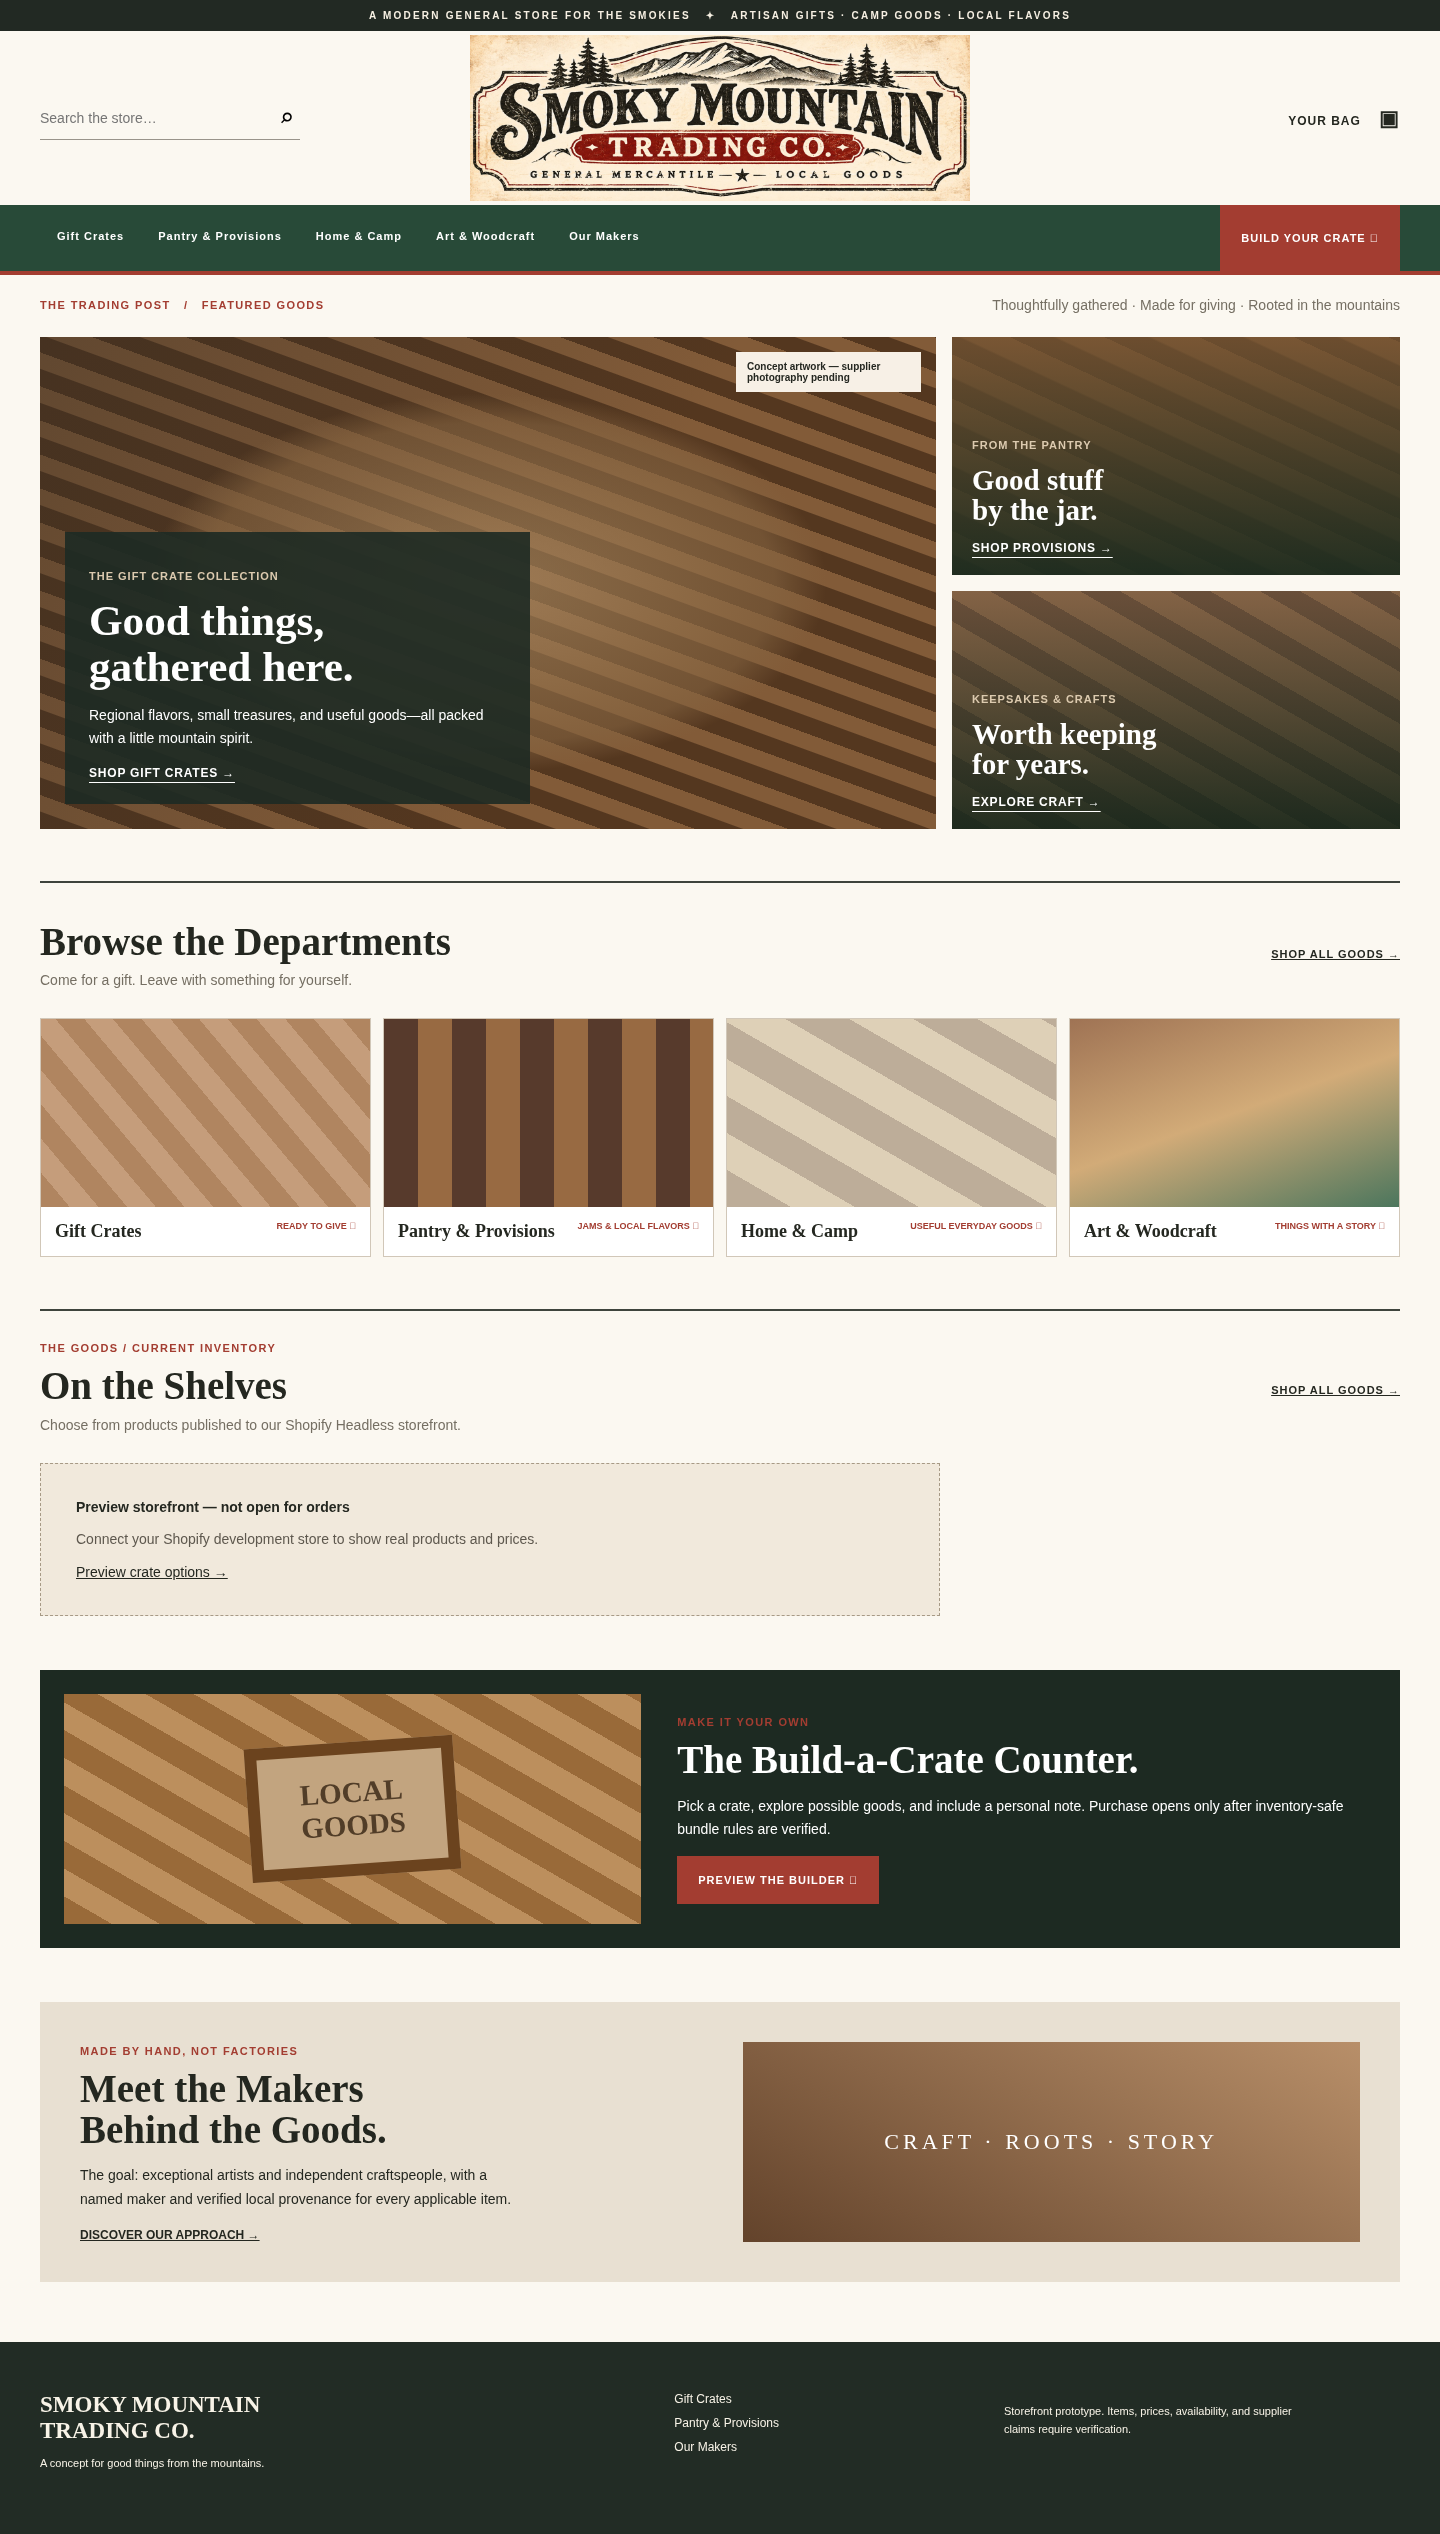 A MODERN GENERAL STORE FOR THE SMOKIES ✦ ARTISAN GIFTS · CAMP GOODS · LOCAL FLAVORS
SMOKY MOUNTAIN
TRADING CO.
GENERAL MERCANTILE — ★ — LOCAL GOODS
Search the store…
YOUR BAG
Gift Crates
Pantry & Provisions
Home & Camp
Art & Woodcraft
Our Makers
BUILD YOUR CRATE
THE TRADING POST / FEATURED GOODS
Thoughtfully gathered · Made for giving · Rooted in the mountains
Concept artwork — supplier
photography pending
THE GIFT CRATE COLLECTION
Good things,
gathered here.
Regional flavors, small treasures, and useful goods—all packed
with a little mountain spirit.
SHOP GIFT CRATES →
FROM THE PANTRY
Good stuff
by the jar.
SHOP PROVISIONS →
KEEPSAKES & CRAFTS
Worth keeping
for years.
EXPLORE CRAFT →
Browse the Departments
Come for a gift. Leave with something for yourself.
SHOP ALL GOODS →
Gift Crates
READY TO GIVE
Pantry & Provisions
JAMS & LOCAL FLAVORS
Home & Camp
USEFUL EVERYDAY GOODS
Art & Woodcraft
THINGS WITH A STORY
THE GOODS / CURRENT INVENTORY
On the Shelves
Choose from products published to our Shopify Headless storefront.
SHOP ALL GOODS →
Preview storefront — not open for orders
Connect your Shopify development store to show real products and prices.
Preview crate options →
LOCAL
GOODS
MAKE IT YOUR OWN
The Build-a-Crate Counter.
Pick a crate, explore possible goods, and include a personal note. Purchase opens only after inventory-safe
bundle rules are verified.
PREVIEW THE BUILDER
MADE BY HAND, NOT FACTORIES
Meet the Makers
Behind the Goods.
The goal: exceptional artists and independent craftspeople, with a
named maker and verified local provenance for every applicable item.
DISCOVER OUR APPROACH →
CRAFT · ROOTS · STORY
SMOKY MOUNTAIN
TRADING CO.
A concept for good things from the mountains.
Gift Crates
Pantry & Provisions
Our Makers
Storefront prototype. Items, prices, availability, and supplier
claims require verification.